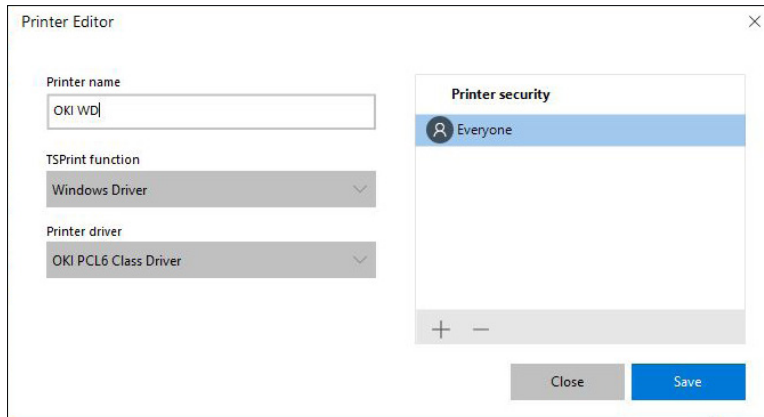 Printer Editor
Printer name
OKI WD
TSPrint function
Windows Driver
Printer driver
OKI PCL6 Class Driver
Printer security
Everyone
Close
Save